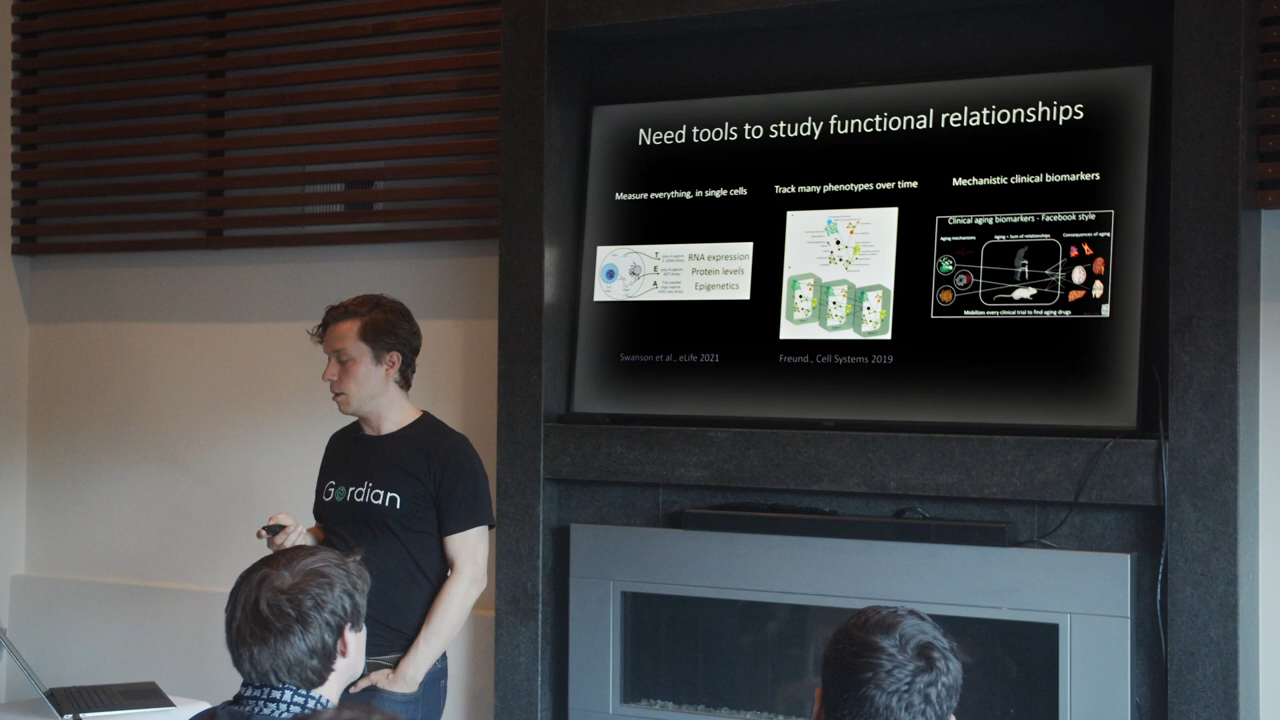 Need tools to study functional relationships
Measure everything, in single cells
RNA expression
Protein levels
Epigenetics
T
E
A
Swanson et al., eLife 2021
Track many phenotypes over time
Freund., Cell Systems 2019
Mechanistic clinical biomarkers
Clinical aging biomarkers - Facebook style
Aging mechanisms
Aging = Sum of relationships
Consequences of aging
Mobilizes every clinical trial to find aging drugs
Gordian